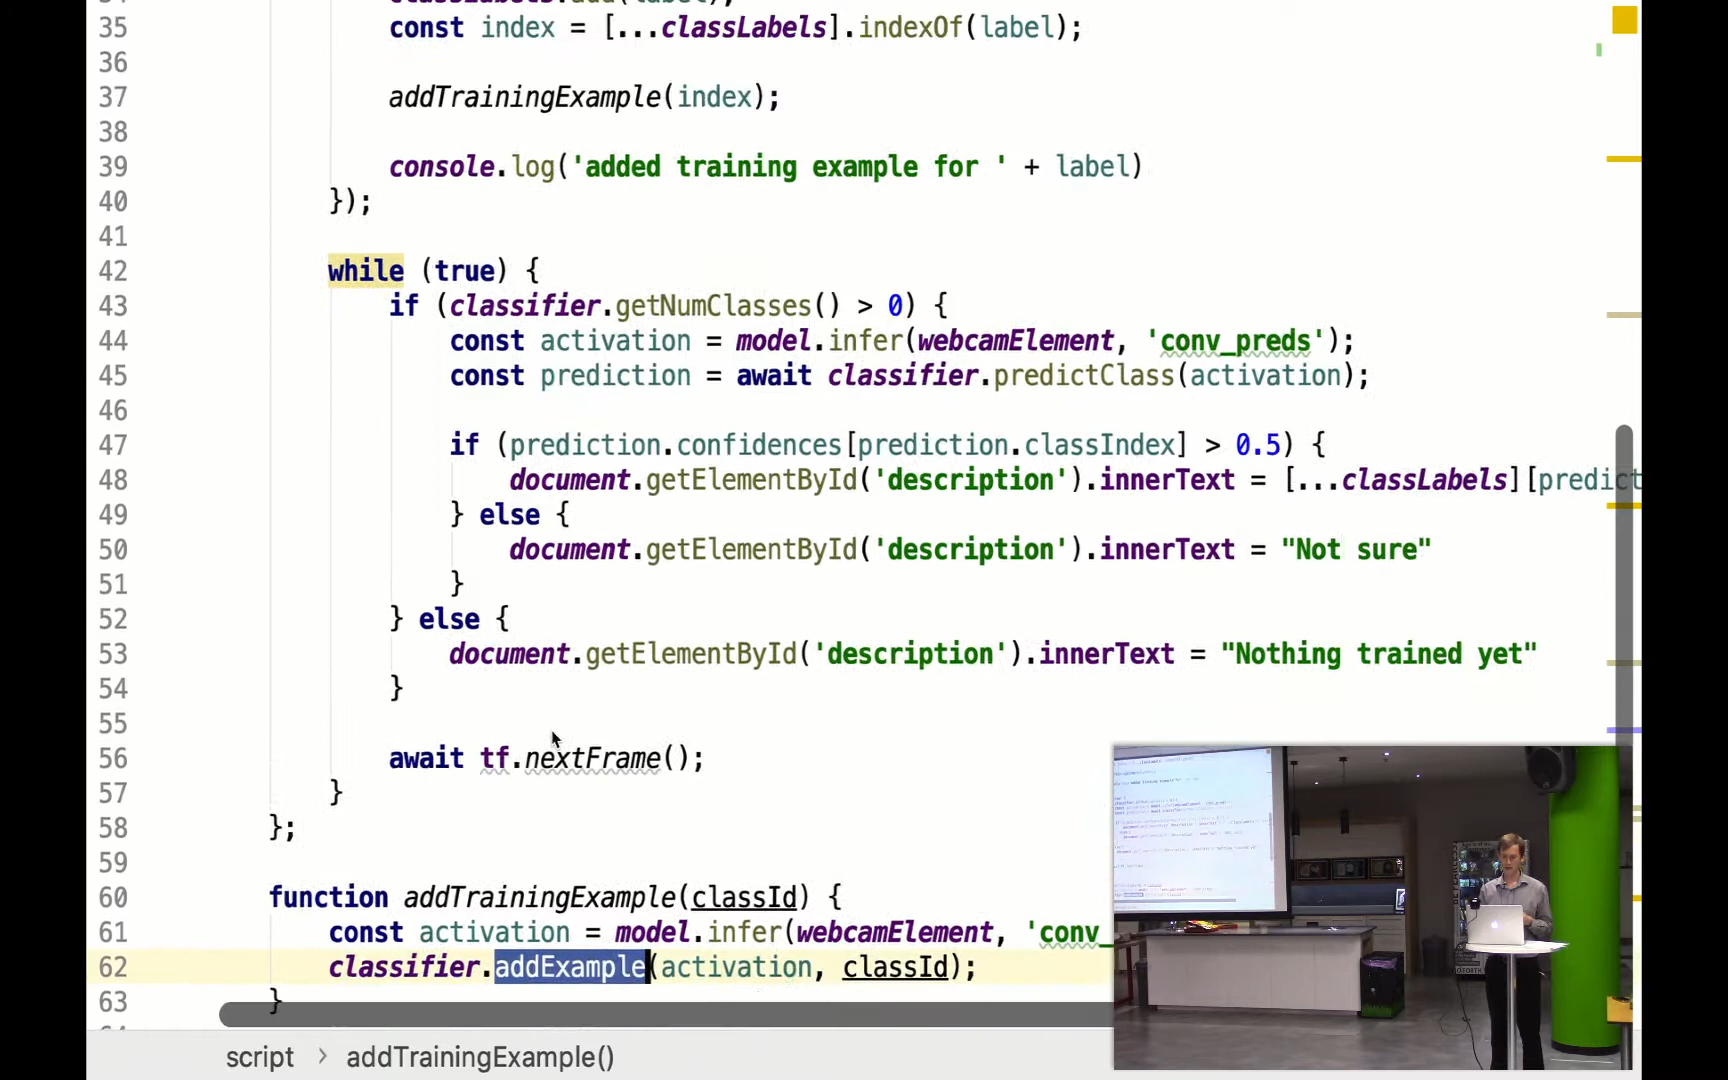 35 const index = [...classLabels].indexOf(label);
36
37 addTrainingExample(index);
38
39 console.log('added training example for ' + label)
40 });
41
42 while (true) {
43 if (classifier.getNumClasses() > 0) {
44 const activation = model.infer(webcamElement, 'conv_preds');
45 const prediction = await classifier.predictClass(activation);
46
47 if (prediction.confidences[prediction.classIndex] > 0.5) {
48 document.getElementById('description').innerText = [...classLabels][predict
49 } else {
50 document.getElementById('description').innerText = "Not sure"
51 }
52 } else {
53 document.getElementById('description').innerText = "Nothing trained yet"
54 }
55
56 await tf.nextFrame();
57 }
58 };
59
60 function addTrainingExample(classId) {
61 const activation = model.infer(webcamElement, 'conv_
62 classifier.addExample(activation, classId);
63 }
script > addTrainingExample()